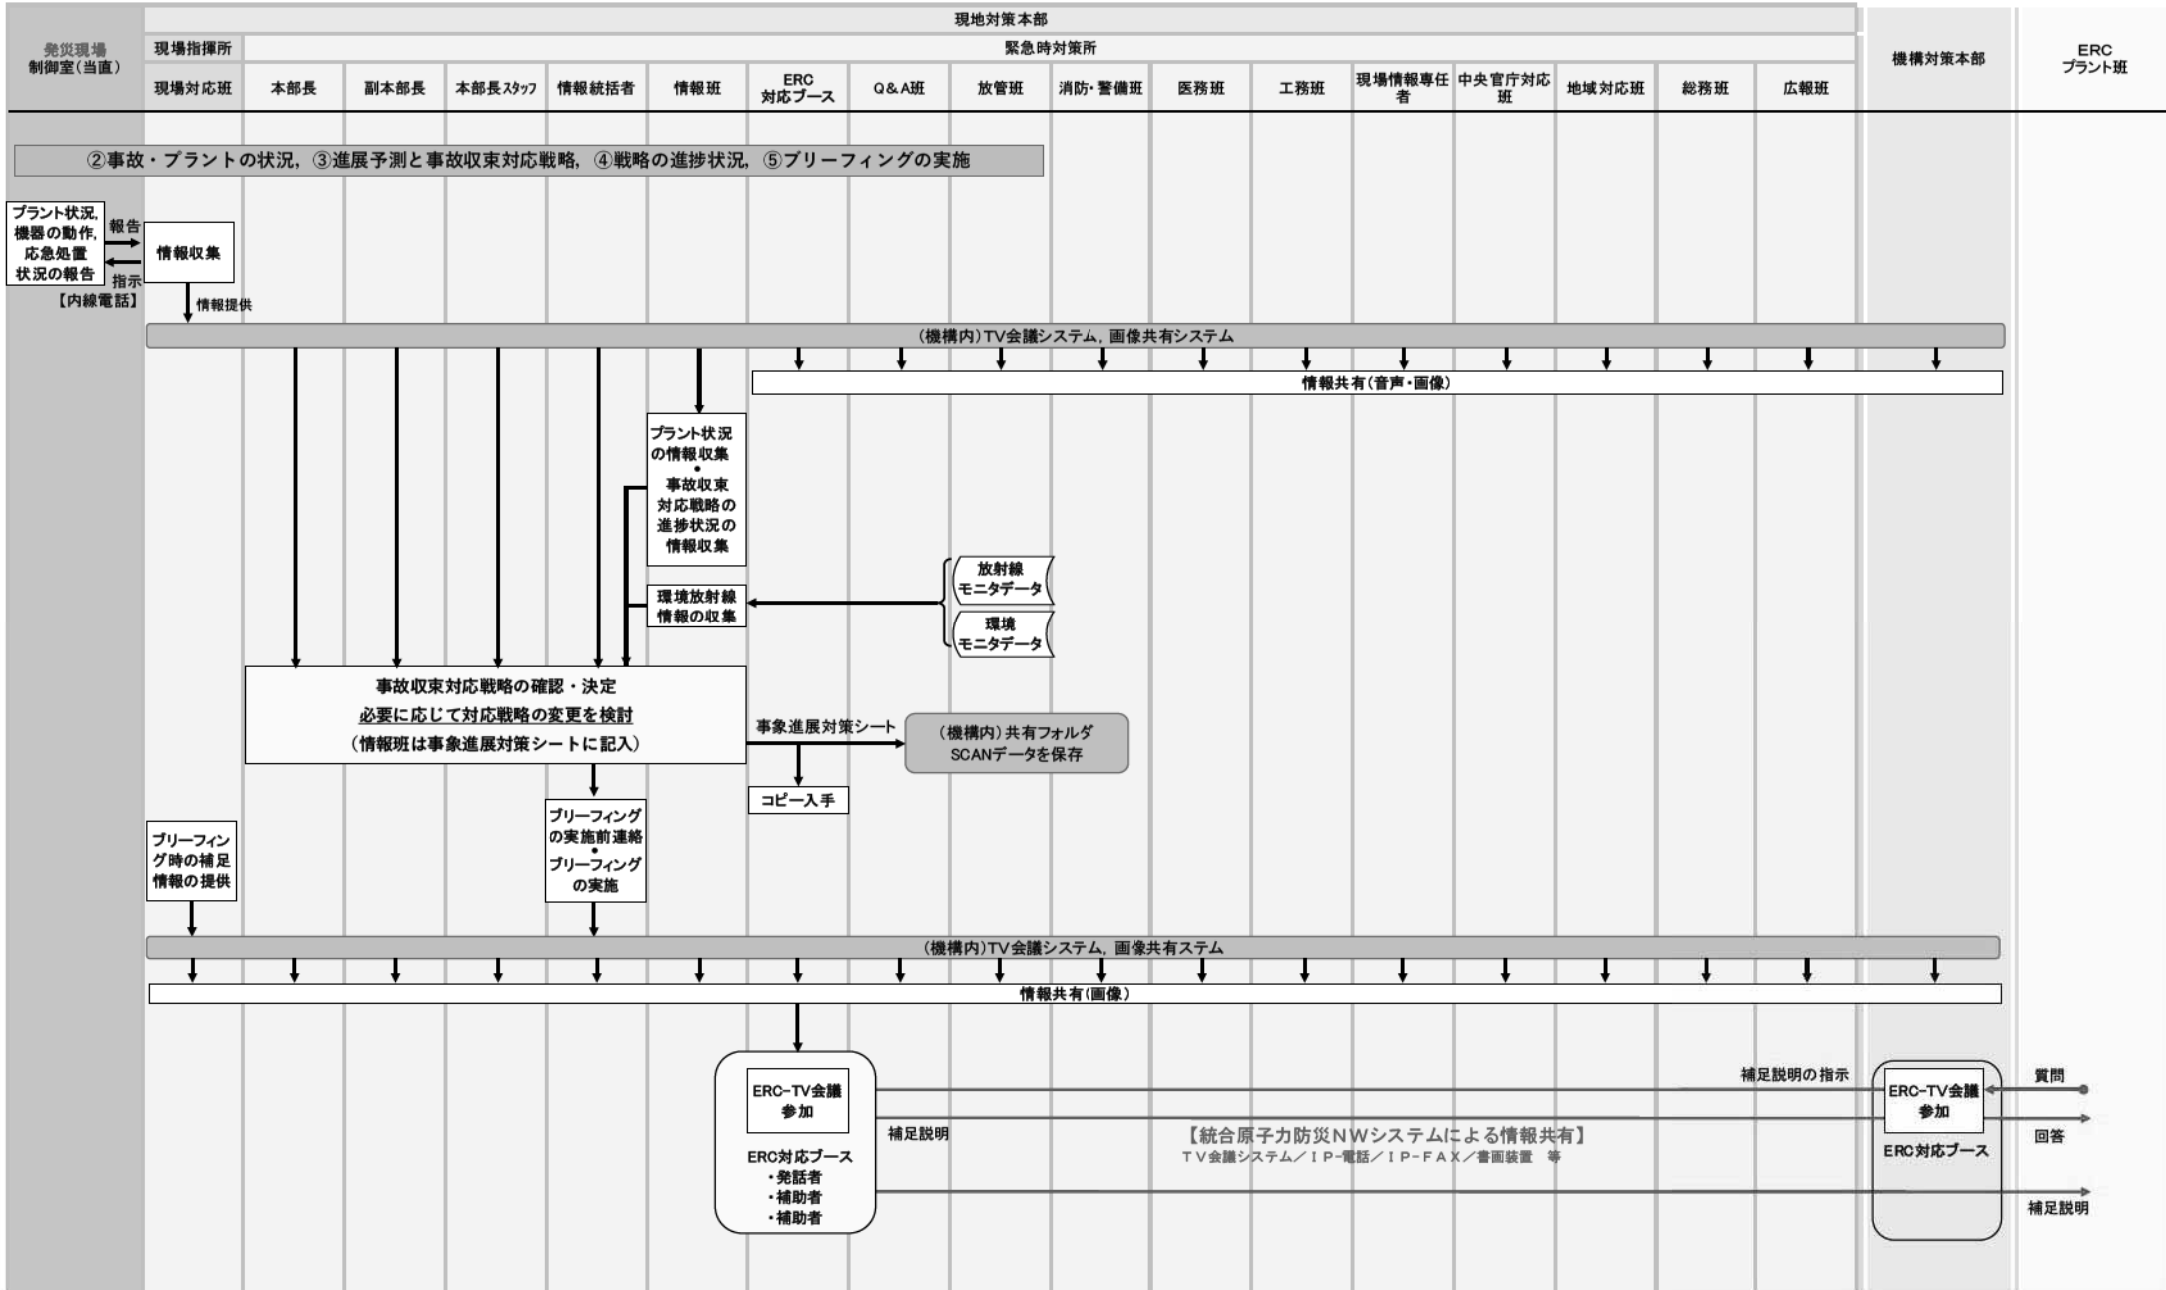 現地対策本部
発災現場
制御室(当直)
現場指揮所
緊急時対策所
機構対策本部
ERC
プラント班
現場対応班
本部長
副本部長
本部長スタッフ
情報統括者
情報班
ERC
対応ブース
Q&A班
放管班
消防・警備班
医務班
工務班
現場情報専任
者
中央官庁対応
班
地域対応班
総務班
広報班
②事故・プラントの状況，③進展予測と事故収束対応戦略，④戦略の進捗状況，⑤ブリーフィングの実施
プラント状況,
機器の動作,
応急処置
状況の報告
報告
指示
【内線電話】
情報収集
情報提供
(機構内)TV会議システム, 画像共有システム
情報共有(音声・画像)
プラント状況
の情報収集
・
事故収束
対応戦略の
進捗状況の
情報収集
放射線
モニタデータ
環境放射線
情報の収集
環境
モニタデータ
事故収束対応戦略の確認・決定
必要に応じて対応戦略の変更を検討
（情報班は事象進展対策シートに記入）
事象進展対策シート
（機構内）共有フォルダ
SCANデータを保存
コピー入手
ブリーフィング
の実施前連絡
・
ブリーフィング
の実施
ブリーフィン
グ時の補足
情報の提供
(機構内)TV会議システム, 画像共有ステム
情報共有(画像)
ERC-TV会議
参加
ERC対応ブース
・発話者
・補助者
・補助者
補足説明の指示
補足説明
【統合原子力防災NWシステムによる情報共有】
TV会議システム／IP-電話／IP-FAX／書画装置　等
ERC-TV会議
参加
ERC対応ブース
質問
回答
補足説明